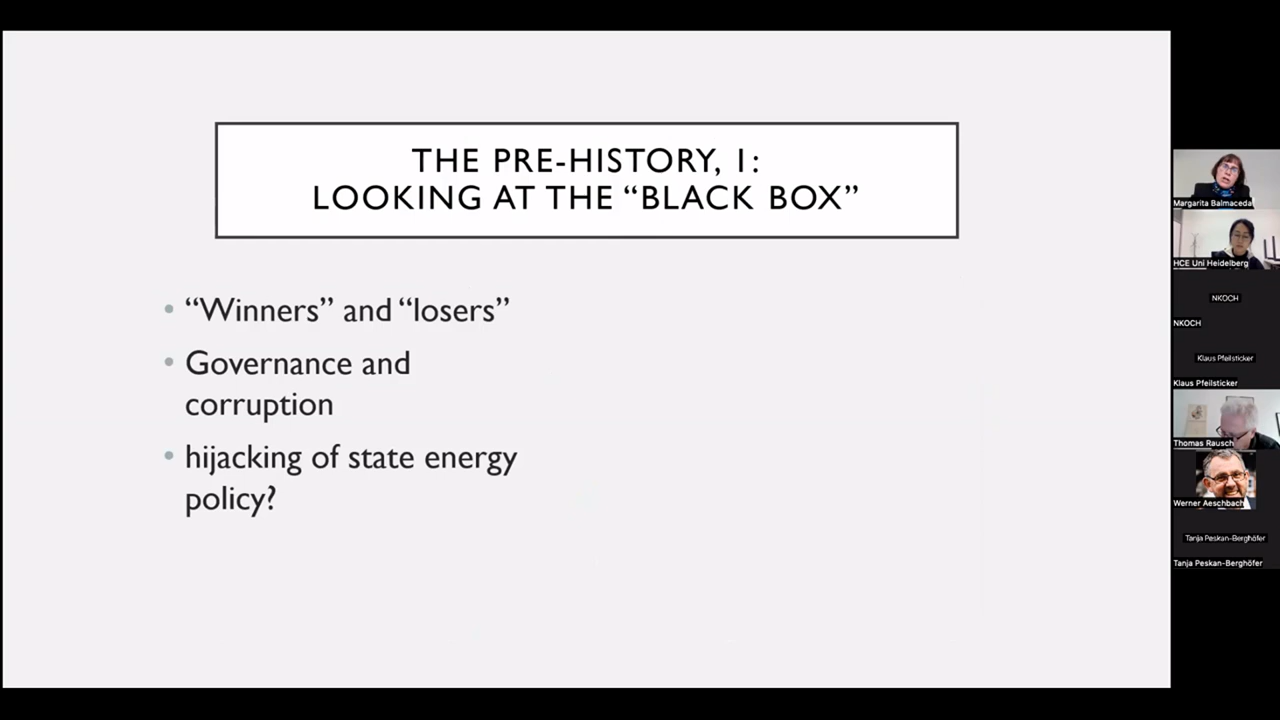 THE PRE-HISTORY, 1:
LOOKING AT THE “BLACK BOX”
• “Winners” and “losers”
• Governance and
corruption
• hijacking of state energy
policy?
Margarita Balmaceda
HCE Uni Heidelberg
NKOCH
NKOCH
Klaus Pfeilsticker
Klaus Pfeilsticker
Thomas Rausch
Werner Aeschbach
Tanja Peskan-Berghöfer
Tanja Peskan-Berghöfer